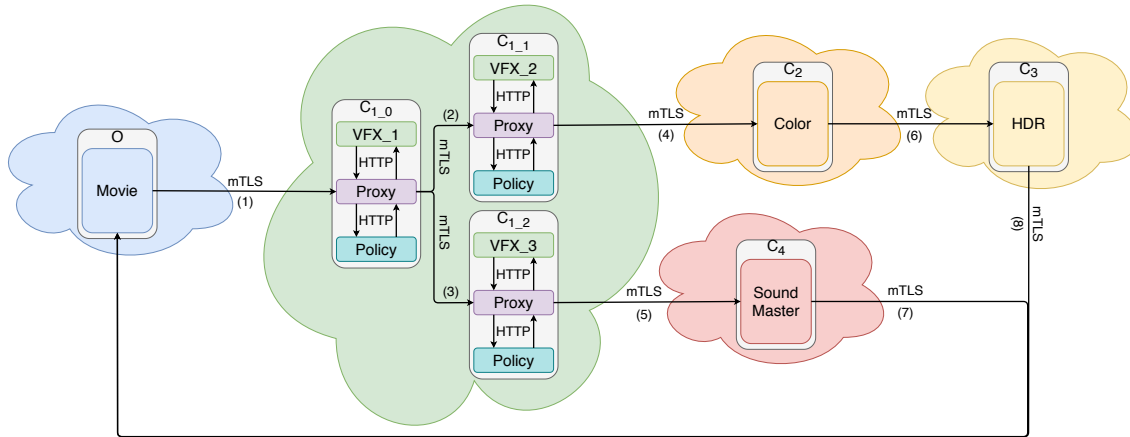 O
Movie
mTLS
(1)
C1_0
VFX_1
HTTP
Proxy
HTTP
Policy
(2)
mTLS
mTLS
(3)
C1_1
VFX_2
HTTP
Proxy
HTTP
Policy
C1_2
VFX_3
HTTP
Proxy
HTTP
Policy
mTLS
(4)
C2
Color
mTLS
(6)
C3
HDR
mTLS
(8)
mTLS
(5)
C4
Sound
Master
mTLS
(7)